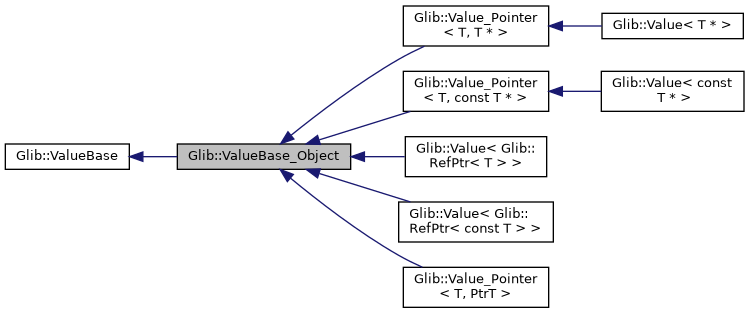 Glib::Value_Pointer
< T, T * >
Glib::Value< T * >
Glib::Value_Pointer
< T, const T * >
Glib::Value< const
T * >
Glib::ValueBase
Glib::ValueBase_Object
Glib::Value< Glib::
RefPtr< T > >
Glib::Value< Glib::
RefPtr< const T > >
Glib::Value_Pointer
< T, PtrT >